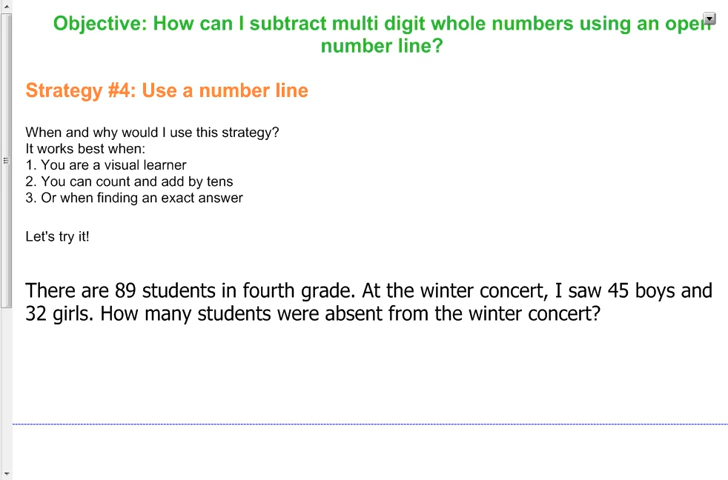 Objective: How can I subtract multi digit whole numbers using an open
number line?
Strategy #4: Use a number line
When and why would I use this strategy?
It works best when:
1. You are a visual learner
2. You can count and add by tens
3. Or when finding an exact answer
Let's try it!
There are 89 students in fourth grade. At the winter concert, I saw 45 boys and
32 girls. How many students were absent from the winter concert?